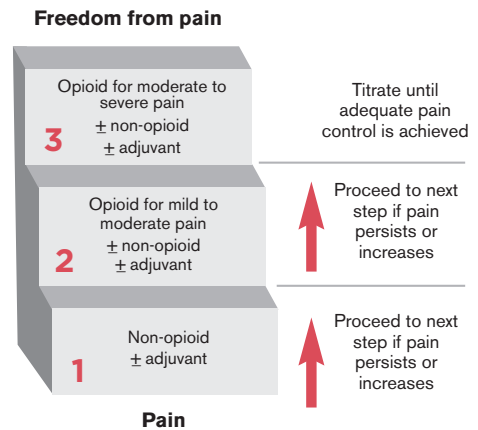 Freedom from pain
Opioid for moderate to
severe pain
± non-opioid
± adjuvant
3
Titrate until
adequate pain
control is achieved
Opioid for mild to
moderate pain
± non-opioid
± adjuvant
2
Proceed to next
step if pain
persists or
increases
Non-opioid
± adjuvant
1
Proceed to next
step if pain
persists or
increases
Pain